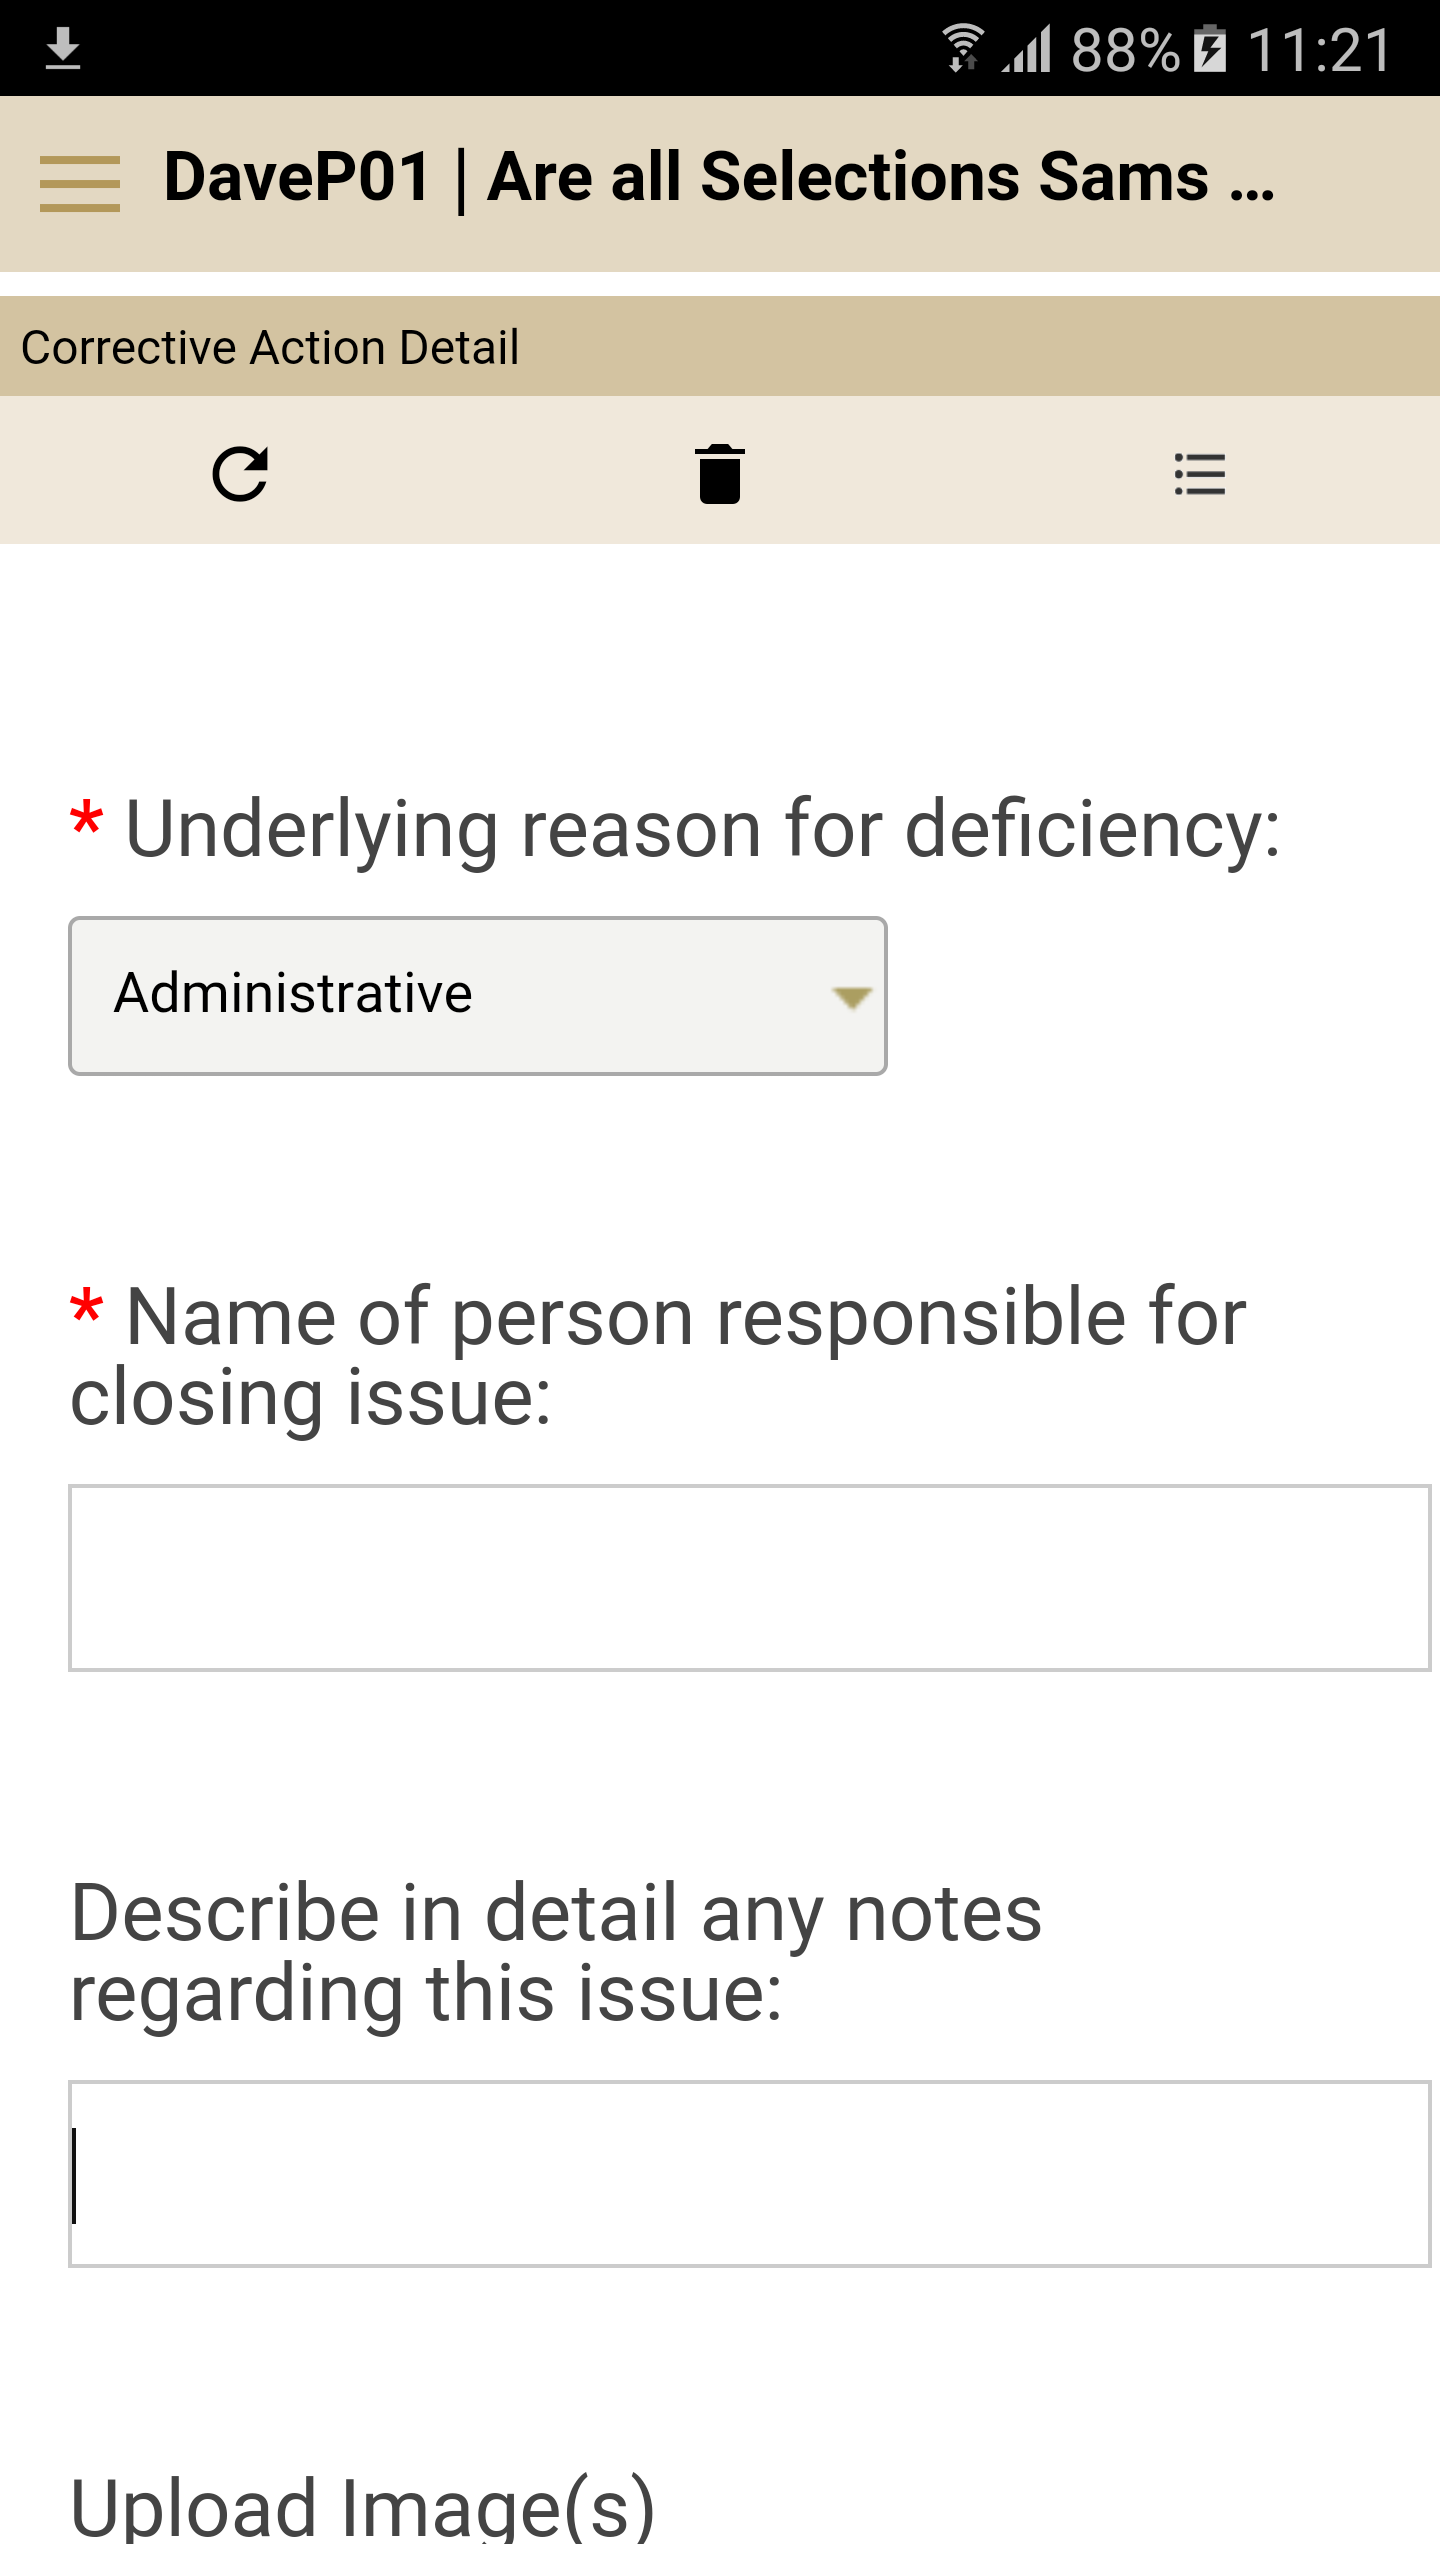 88% 11:21
DaveP01 | Are all Selections Sams ...
Corrective Action Detail
* Underlying reason for deficiency:
Administrative
* Name of person responsible for
closing issue:
Describe in detail any notes
regarding this issue:
Upload Image(s)